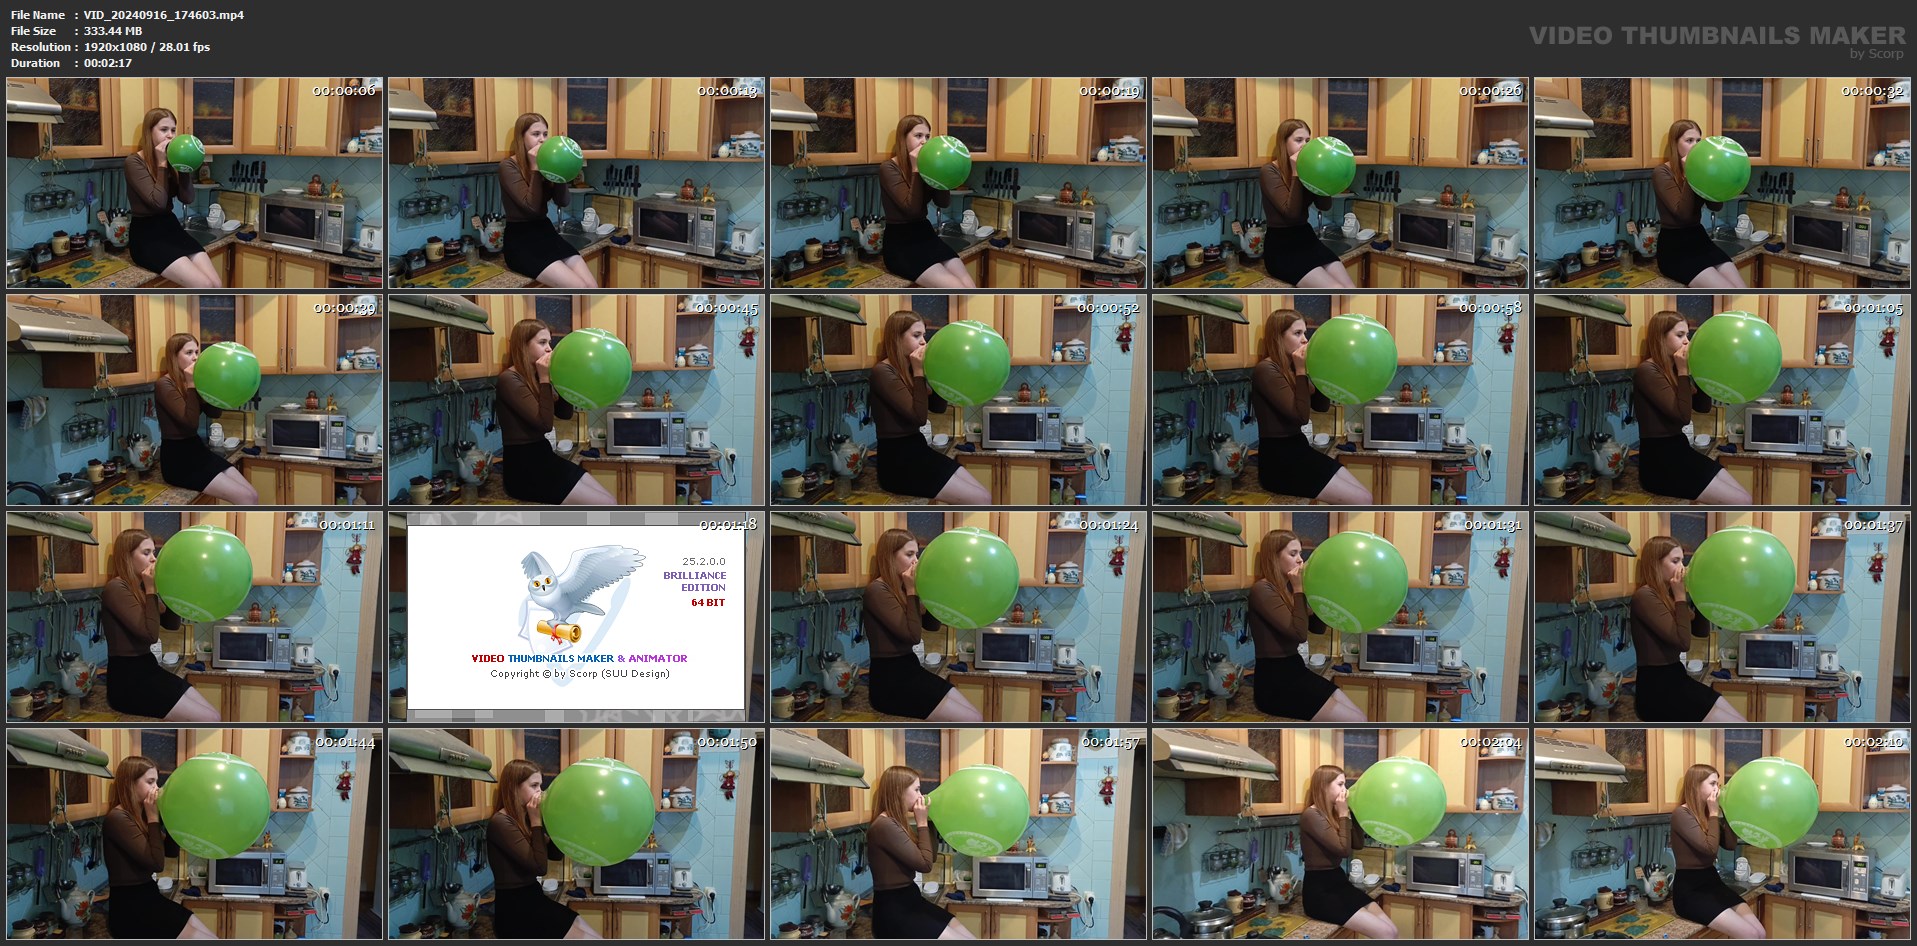 File Name : VID_20240916_174603.mp4
File Size : 333.44 MB
Resolution : 1920x1080 / 28.01 fps
Duration : 00:02:17
VIDEO THUMBNAILS MAKER
by Scorp
00:00:06
00:00:13
00:00:19
00:00:26
00:00:32
00:00:39
00:00:45
00:00:52
00:00:58
00:01:05
00:01:11
00:01:18
25.2.0.0
BRILLIANCE
EDITION
64 BIT
VIDEO THUMBNAILS MAKER & ANIMATOR
Copyright © by Scorp (SUU Design)
00:01:24
00:01:31
00:01:37
00:01:44
00:01:50
00:01:57
00:02:04
00:02:10